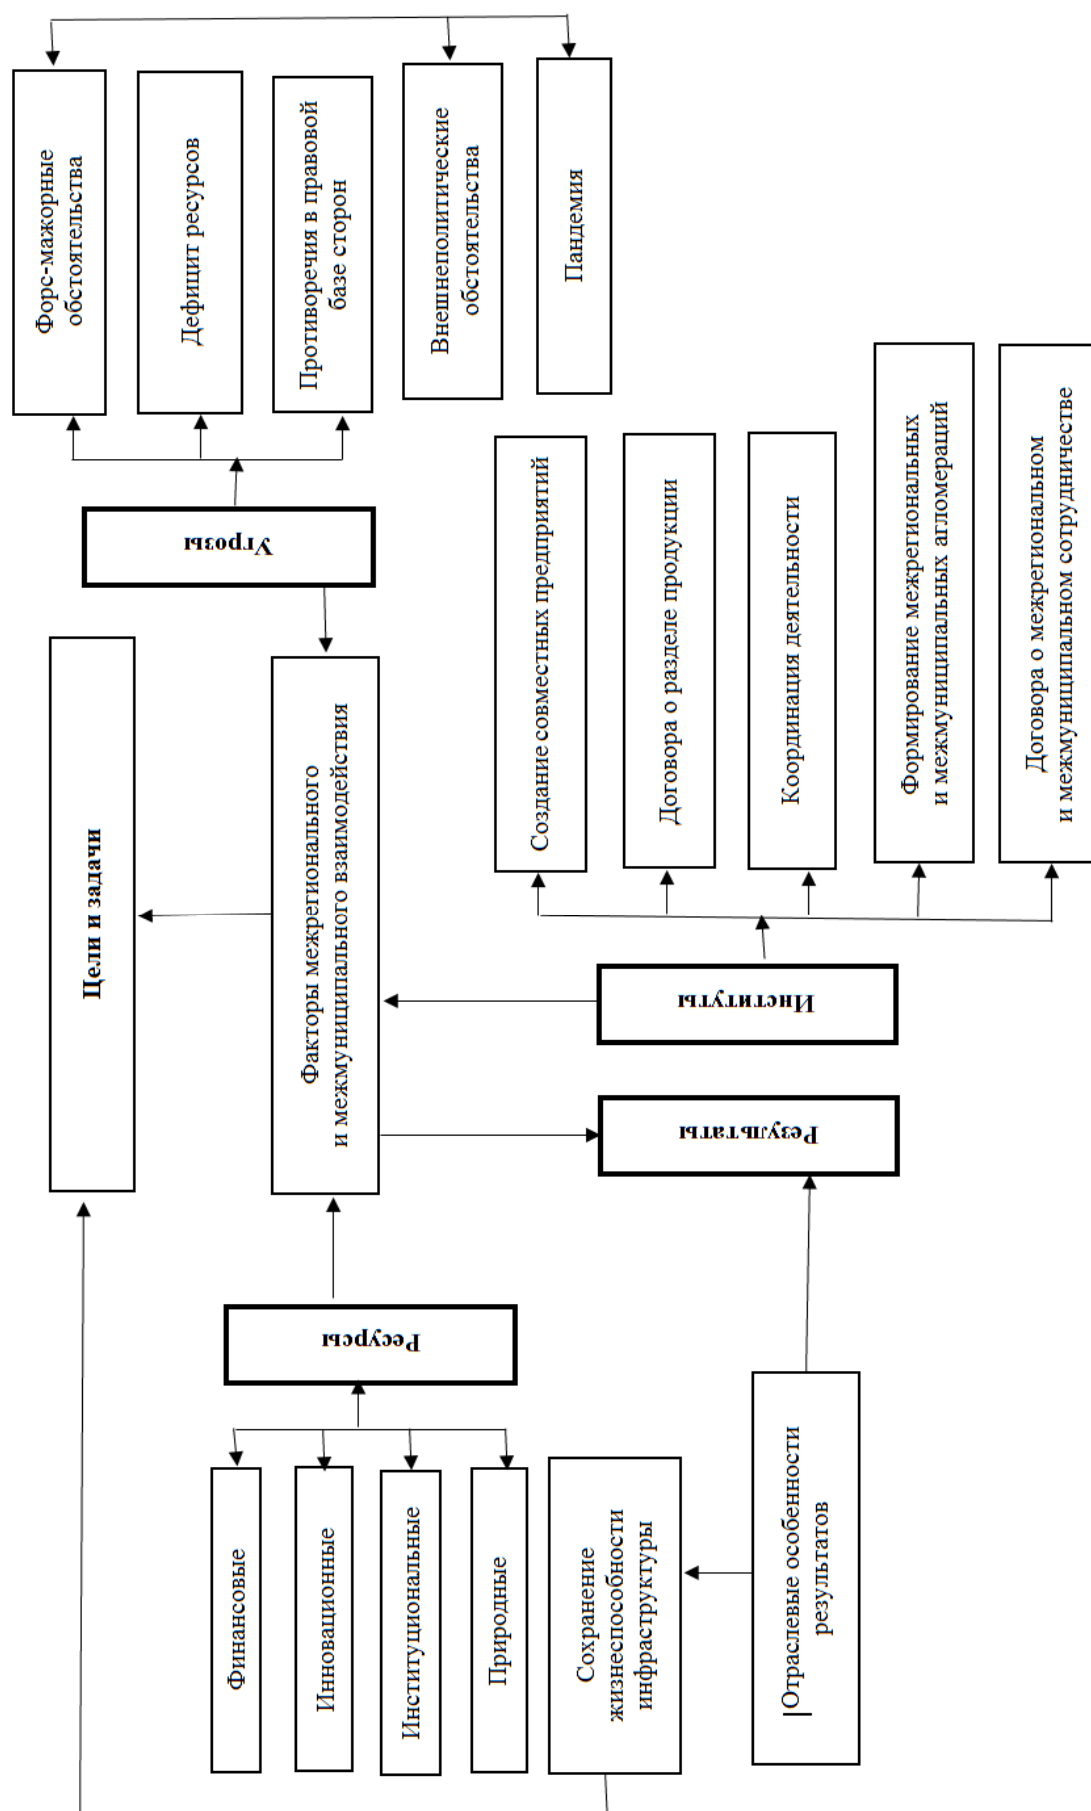 Цели и задачи
Факторы межрегионального
и межмуниципального взаимодействия
Ресурсы
Финансовые
Инновационные
Институциональные
Природные
Угрозы
Форс-мажорные
обстоятельства
Дефицит ресурсов
Противоречия в правовой
базе сторон
Внешнеполитические
обстоятельства
Пандемия
Результаты
Институты
Сохранение
жизнеспособности
инфраструктуры
Отраслевые особенности
результатов
Создание совместных предприятий
Договора о разделе продукции
Координация деятельности
Формирование межрегиональных
и межмуниципальных агломераций
Договора о межрегиональном
и межмуниципальном сотрудничестве